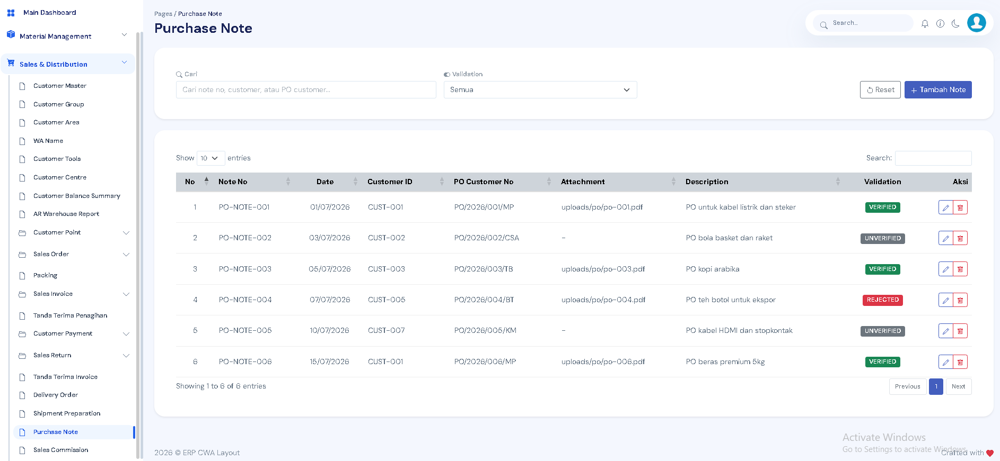 Main Dashboard
Material Management
Sales & Distribution
Customer Master
Customer Group
Customer Area
WA Name
Customer Tools
Customer Centre
Customer Balance Summary
AR Warehouse Report
Customer Point
Sales Order
Packing
Sales Invoice
Tanda Terima Penagihan
Customer Payment
Sales Return
Tanda Terima Invoice
Delivery Order
Shipment Preparation
Purchase Note
Sales Commission
Pages / Purchase Note
Purchase Note
Search...
Cari
Validation
Cari note no, customer, atau PO customer...
Semua
Reset
+ Tambah Note
Show 10 entries
Search:
No Note No Date Customer ID PO Customer No Attachment Description Validation Aksi
1 PO-NOTE-001 01/07/2026 CUST-001 PO/2026/001/MP uploads/po/po-001.pdf PO untuk kabel listrik dan steker VERIFIED
2 PO-NOTE-002 03/07/2026 CUST-002 PO/2026/002/CSA - PO bola basket dan raket UNVERIFIED
3 PO-NOTE-003 05/07/2026 CUST-003 PO/2026/003/TB uploads/po/po-003.pdf PO kopi arabika VERIFIED
4 PO-NOTE-004 07/07/2026 CUST-005 PO/2026/004/BT uploads/po/po-004.pdf PO teh botol untuk ekspor REJECTED
5 PO-NOTE-005 10/07/2026 CUST-007 PO/2026/005/KM - PO kabel HDMI dan stopkontak UNVERIFIED
6 PO-NOTE-006 15/07/2026 CUST-001 PO/2026/006/MP uploads/po/po-006.pdf PO beras premium 5kg VERIFIED
Showing 1 to 6 of 6 entries
Previous 1 Next
Activate Windows
Go to Settings to activate Windows.
2026 © ERP CWA Layout
Crafted with